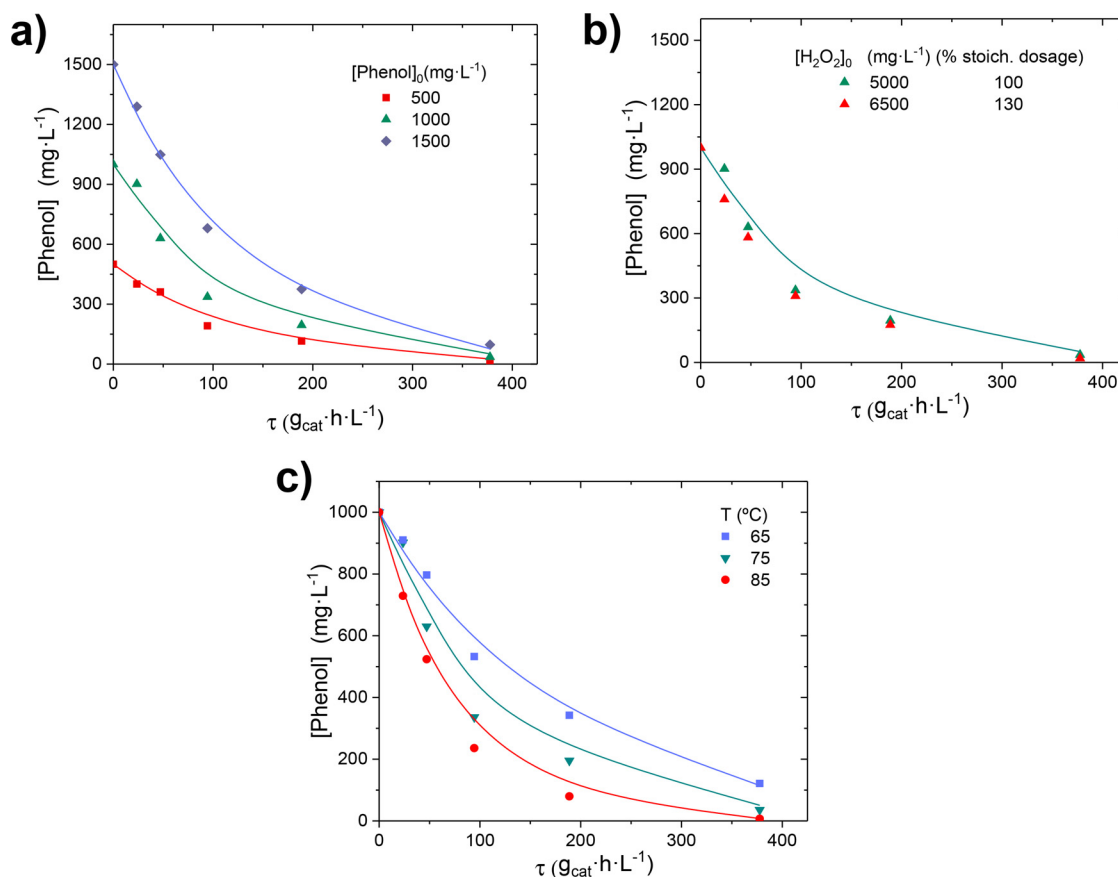 a)
[Phenol]₀(mg·L⁻¹)
500
1000
1500
1500
1200
900
600
300
0
[Phenol] (mg·L⁻¹)
0 100 200 300 400
τ (g_cat·h·L⁻¹)
b)
[H₂O₂]₀ (mg·L⁻¹) (% stoich. dosage)
5000 100
6500 130
1500
1200
900
600
300
0
[Phenol] (mg·L⁻¹)
0 100 200 300 400
τ (g_cat·h·L⁻¹)
c)
T (ºC)
65
75
85
1000
800
600
400
200
0
[Phenol] (mg·L⁻¹)
0 100 200 300 400
τ (g_cat·h·L⁻¹)